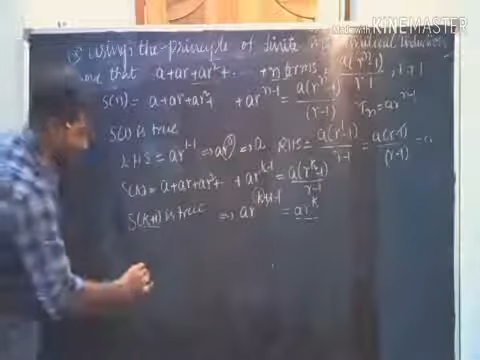 Made with KINEMASTER
③ Using the principle of finite mathematical induction
prove that a+ar+ar²+ ... + n terms = a(rⁿ-1)/r-1, r≠1
S(n) = a+ar+ar²+ + arⁿ⁻¹ = a(rⁿ-1)/(r-1) Tₙ = arⁿ⁻¹
S(1) is true
LHS = ar¹⁻¹ ⇒ ar⁰ ⇒ a. RHS = a(r¹-1)/r-1 = a(r-1)/(r-1) =
S(k) = a+ar+ar²+ + arᵏ⁻¹ = a(rᵏ-1)/r-1
S(k+1) is true ⇒ ar⁽ᵏ⁺¹⁾⁻¹ = arᵏ